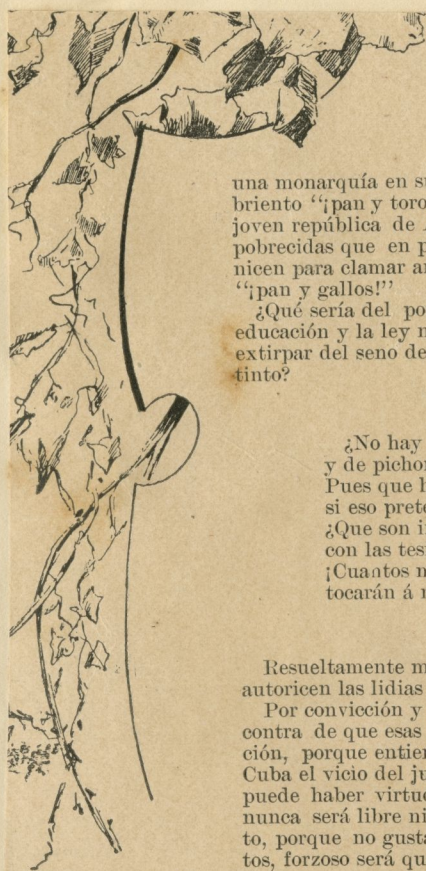 una monarquía en su
briento “¡pan y toro
joven república de
pobrecidas que en p
nicen para clamar a
“¡pan y gallos!”
¿Qué sería del po
educación y la ley n
extirpar del seno de
tinto?
¿No hay
y de pichon
Pues que h
si eso prete
¿Que son i
con las tes
¡Cuantos n
tocarán á n
Resueltamente m
autoricen las lidias
Por convicción y
contra de que esas
ción, porque entien
Cuba el vicio del ju
puede haber virtu
nunca será libre ni
to, porque no gusta
tos, forzoso será qu